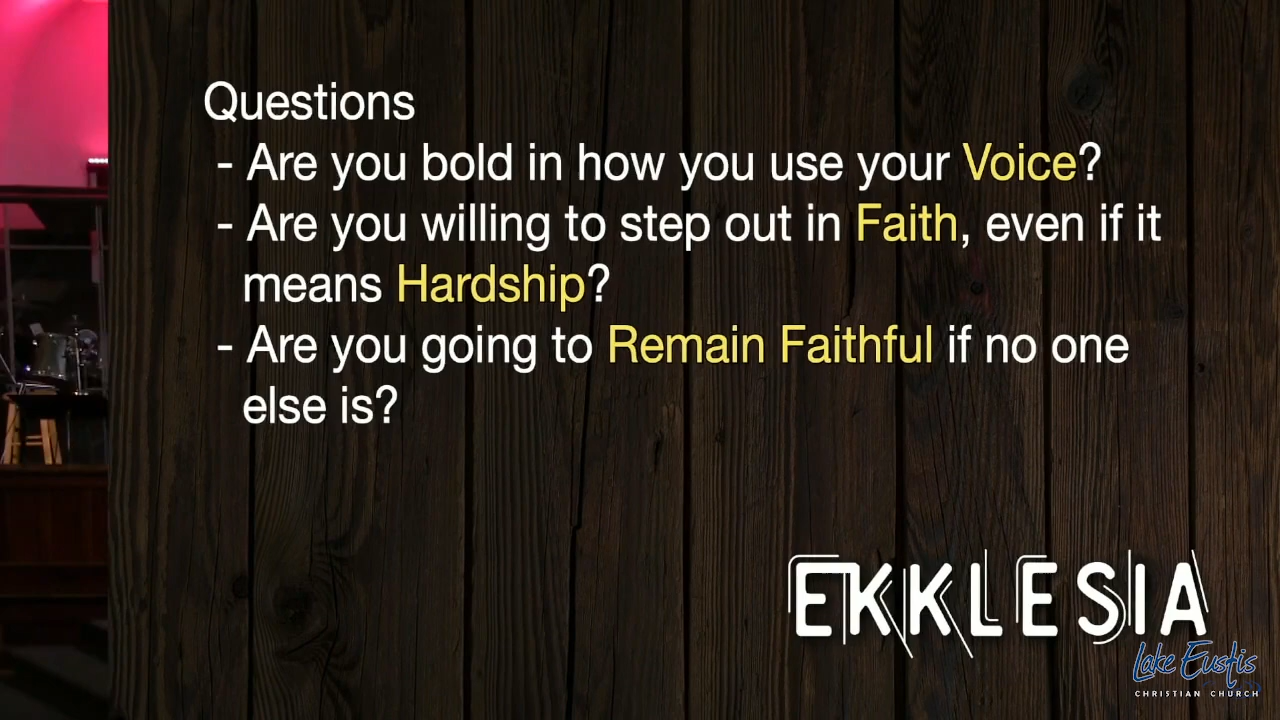 Questions
- Are you bold in how you use your Voice?
- Are you willing to step out in Faith, even if it
means Hardship?
- Are you going to Remain Faithful if no one
else is?
EKKLESIA
Lake Eustis
CHRISTIAN CHURCH